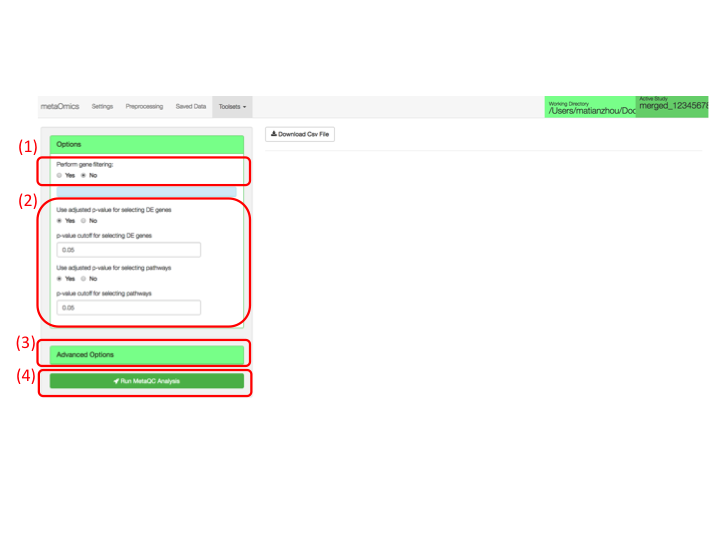 metaOmics Settings Preprocessing Saved Data Toolsets
Working Directory
/Users/matianzhou/Doc
Active Study
merged_12345678
Download Csv File
(1)
Options
Perform gene filtering:
Yes No
(2)
Use adjusted p-value for selecting DE genes
Yes No
p-value cutoff for selecting DE genes
0.05
Use adjusted p-value for selecting pathways
Yes No
p-value cutoff for selecting pathways
0.05
(3)
Advanced Options
(4)
Run MetaQC Analysis